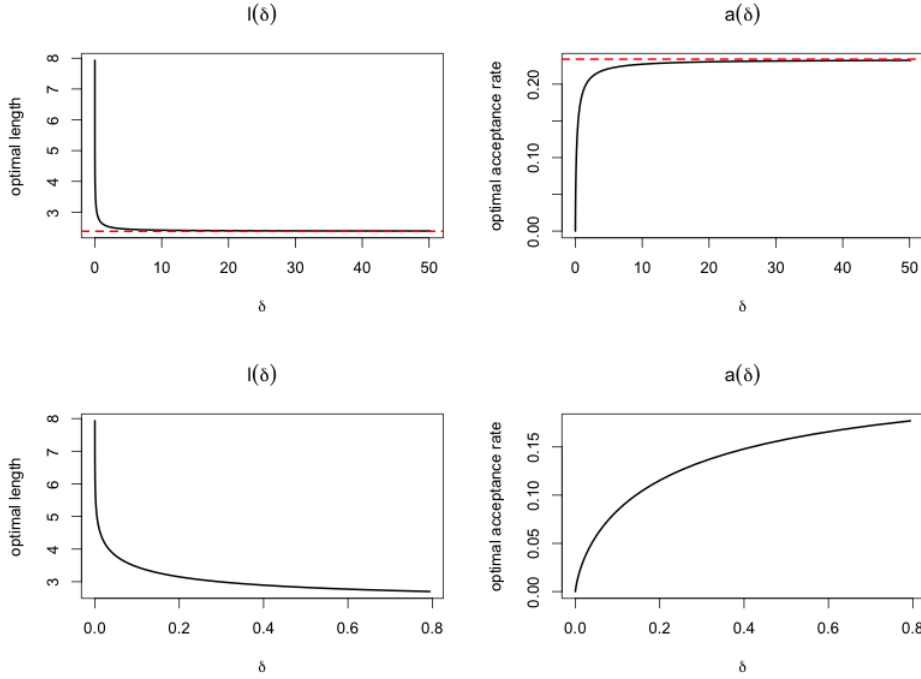 l(δ)
optimal length
3 4 5 6 7 8
0 10 20 30 40 50
δ
a(δ)
optimal acceptance rate
0.00 0.10 0.20
0 10 20 30 40 50
δ
l(δ)
optimal length
3 4 5 6 7 8
0.0 0.2 0.4 0.6 0.8
δ
a(δ)
optimal acceptance rate
0.00 0.05 0.10 0.15
0.0 0.2 0.4 0.6 0.8
δ